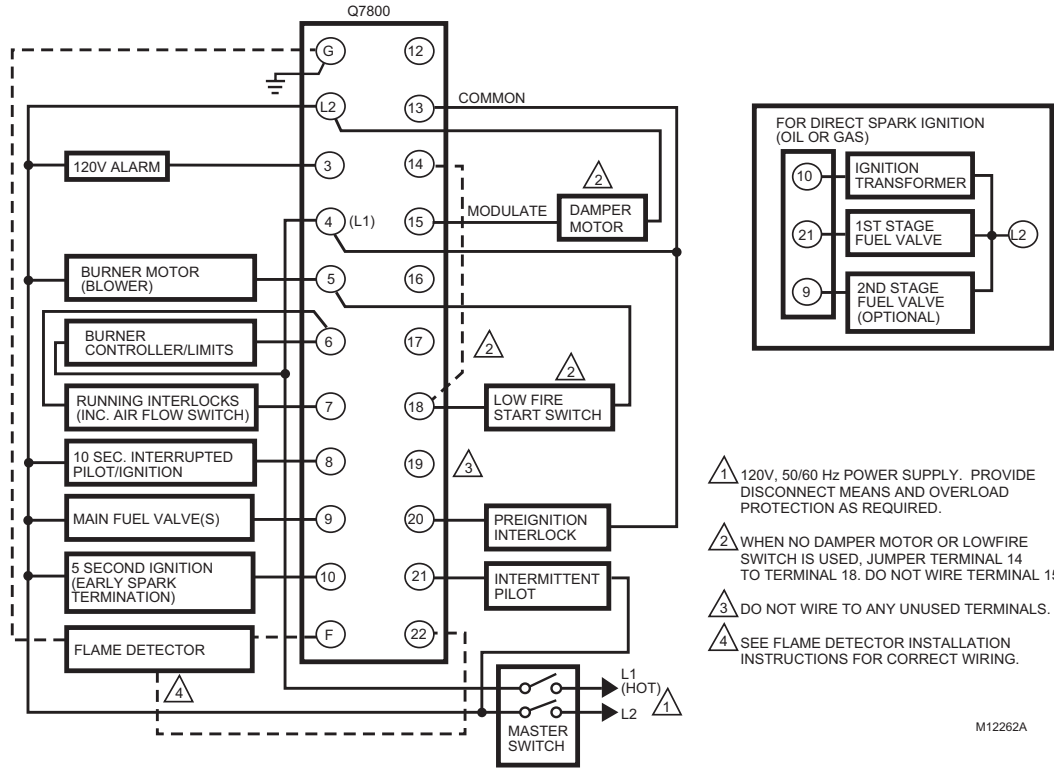 Q7800
G
12
L2
13
COMMON
120V ALARM
3
14
2
4
(L1)
15
MODULATE
DAMPER
MOTOR
BURNER MOTOR
(BLOWER)
5
16
BURNER
CONTROLLER/LIMITS
6
17
2
2
RUNNING INTERLOCKS
(INC. AIR FLOW SWITCH)
7
18
LOW FIRE
START SWITCH
10 SEC. INTERRUPTED
PILOT/IGNITION
8
19
3
MAIN FUEL VALVE(S)
9
20
PREIGNITION
INTERLOCK
5 SECOND IGNITION
(EARLY SPARK
TERMINATION)
10
21
INTERMITTENT
PILOT
FLAME DETECTOR
F
22
4
L1
(HOT)
L2
1
MASTER
SWITCH
FOR DIRECT SPARK IGNITION
(OIL OR GAS)
10
IGNITION
TRANSFORMER
21
1ST STAGE
FUEL VALVE
L2
9
2ND STAGE
FUEL VALVE
(OPTIONAL)
1 120V, 50/60 Hz POWER SUPPLY. PROVIDE
DISCONNECT MEANS AND OVERLOAD
PROTECTION AS REQUIRED.
2 WHEN NO DAMPER MOTOR OR LOWFIRE
SWITCH IS USED, JUMPER TERMINAL 14
TO TERMINAL 18. DO NOT WIRE TERMINAL 15
3 DO NOT WIRE TO ANY UNUSED TERMINALS.
4 SEE FLAME DETECTOR INSTALLATION
INSTRUCTIONS FOR CORRECT WIRING.
M12262A